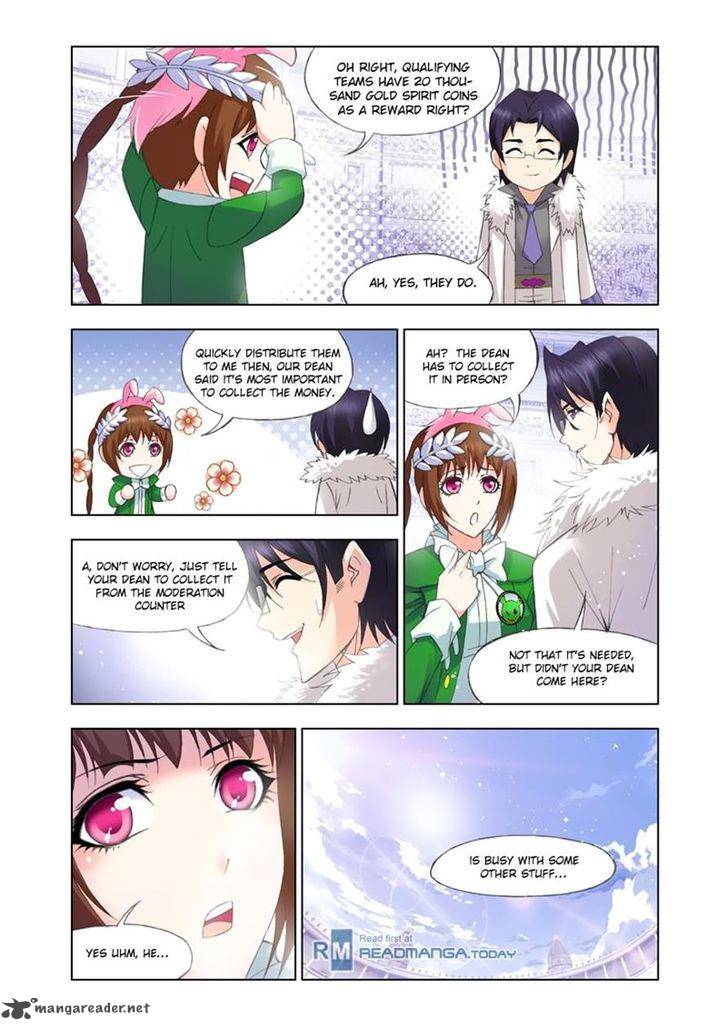 OH RIGHT, QUALIFYING
TEAMS HAVE 20 THOU-
SAND GOLD SPIRIT COINS
AS A REWARD RIGHT?
AH, YES, THEY DO.
QUICKLY DISTRIBUTE THEM
TO ME THEN, OUR DEAN
SAID IT'S MOST IMPORTANT
TO COLLECT THE MONEY.
AH? THE DEAN
HAS TO COLLECT
IT IN PERSON?
A, DON'T WORRY, JUST TELL
YOUR DEAN TO COLLECT IT
FROM THE MODERATION
COUNTER
NOT THAT IT'S NEEDED,
BUT DIDN'T YOUR DEAN
COME HERE?
YES UHM, HE...
IS BUSY WITH SOME
OTHER STUFF...
RM
Read first at
READMANGA.TODAY
mangareader.net